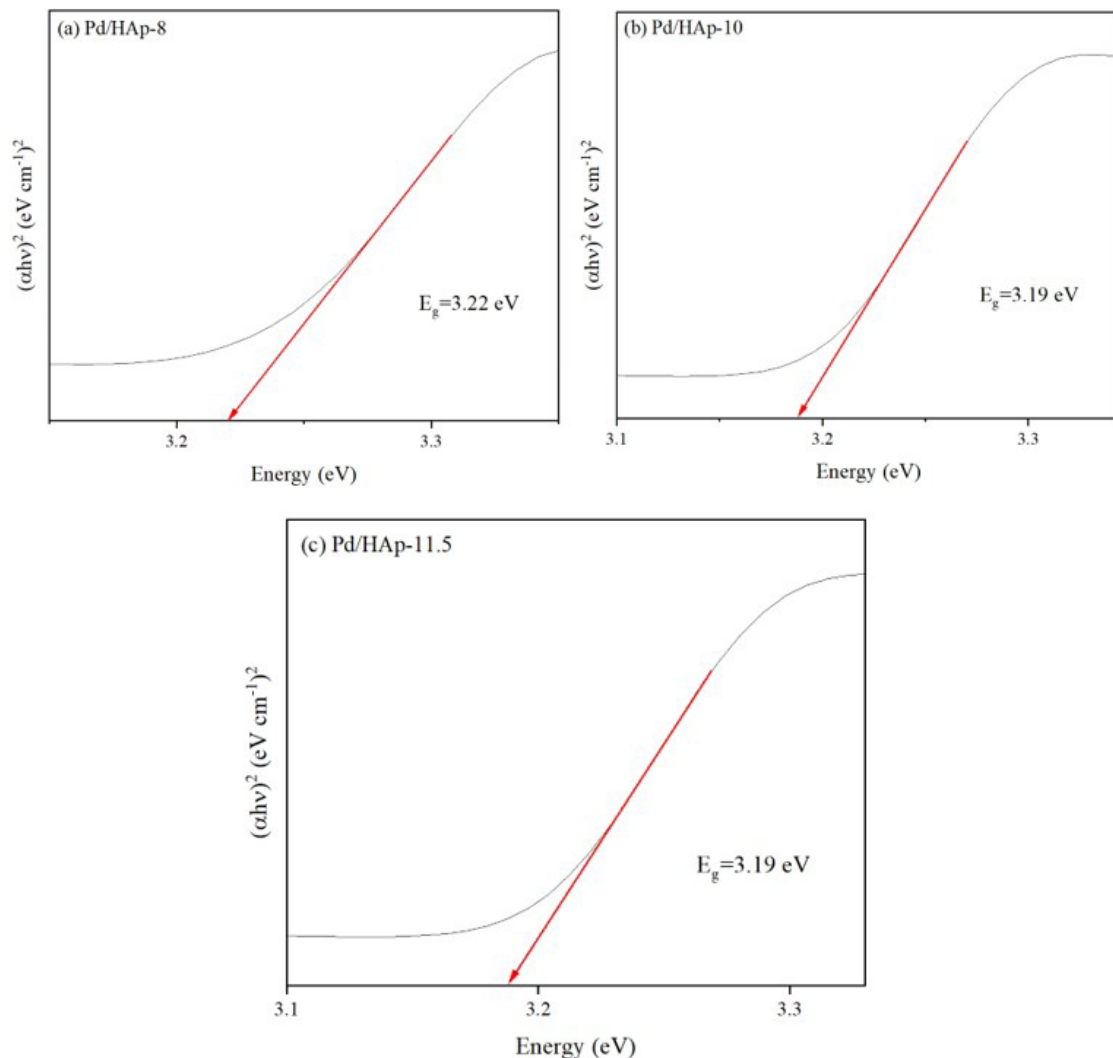 (a) Pd/HAp-8
(αhν)² (eV cm⁻¹)²
E_g=3.22 eV
3.2 3.3
Energy (eV)
(b) Pd/HAp-10
(αhν)² (eV cm⁻¹)²
E_g=3.19 eV
3.1 3.2 3.3
Energy (eV)
(c) Pd/HAp-11.5
(αhν)² (eV cm⁻¹)²
E_g=3.19 eV
3.1 3.2 3.3
Energy (eV)